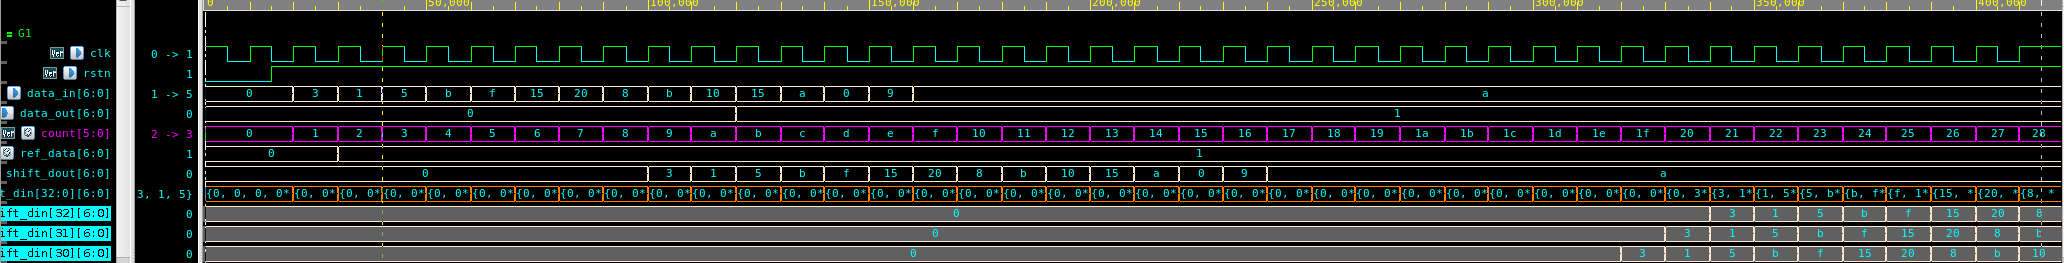 0 50,000 100,000 150,000 200,000 250,000 300,000 350,000 400,000
= G1
Ver clk 0 -> 1
Ver rstn 1
data_in[6:0] 1 -> 5 0 3 1 5 b f 15 20 8 b 10 15 a 0 9 a
data_out[6:0] 0 1
Ver count[5:0] 2 -> 3 0 1 2 3 4 5 6 7 8 9 a b c d e f 10 11 12 13 14 15 16 17 18 19 1a 1b 1c 1d 1e 1f 20 21 22 23 24 25 26 27 28
ref_data[6:0] 1 0 1
shift_dout[6:0] 0 0 3 1 5 b f 15 20 8 b 10 15 a 0 9 a
t_din[32:0][6:0] 3, 1, 5} {0, 0, 0, 0* {0, 0* {0, 0* {0, 0* {0, 0* {0, 0* {0, 0* {0, 0* {0, 0* {0, 0* {0, 0* {0, 0* {0, 0* {0, 0* {0, 0* {0, 0* {0, 0* {0, 0* {0, 0* {0, 0* {0, 0* {0, 0* {0, 0* {0, 0* {0, 0* {0, 0* {0, 0* {0, 0* {0, 0* {0, 0* {0, 0* {0, 0* {0, 3* {3, 1* {1, 5* {5, b* {b, f* {f, 1* {15, * {20, * {8, *
ift_din[32][6:0] 0 0 3 1 5 b f 15 20 8
ift_din[31][6:0] 0 0 3 1 5 b f 15 20 8
ift_din[30][6:0] 0 0 3 1 5 b f 15 20 8 b 10